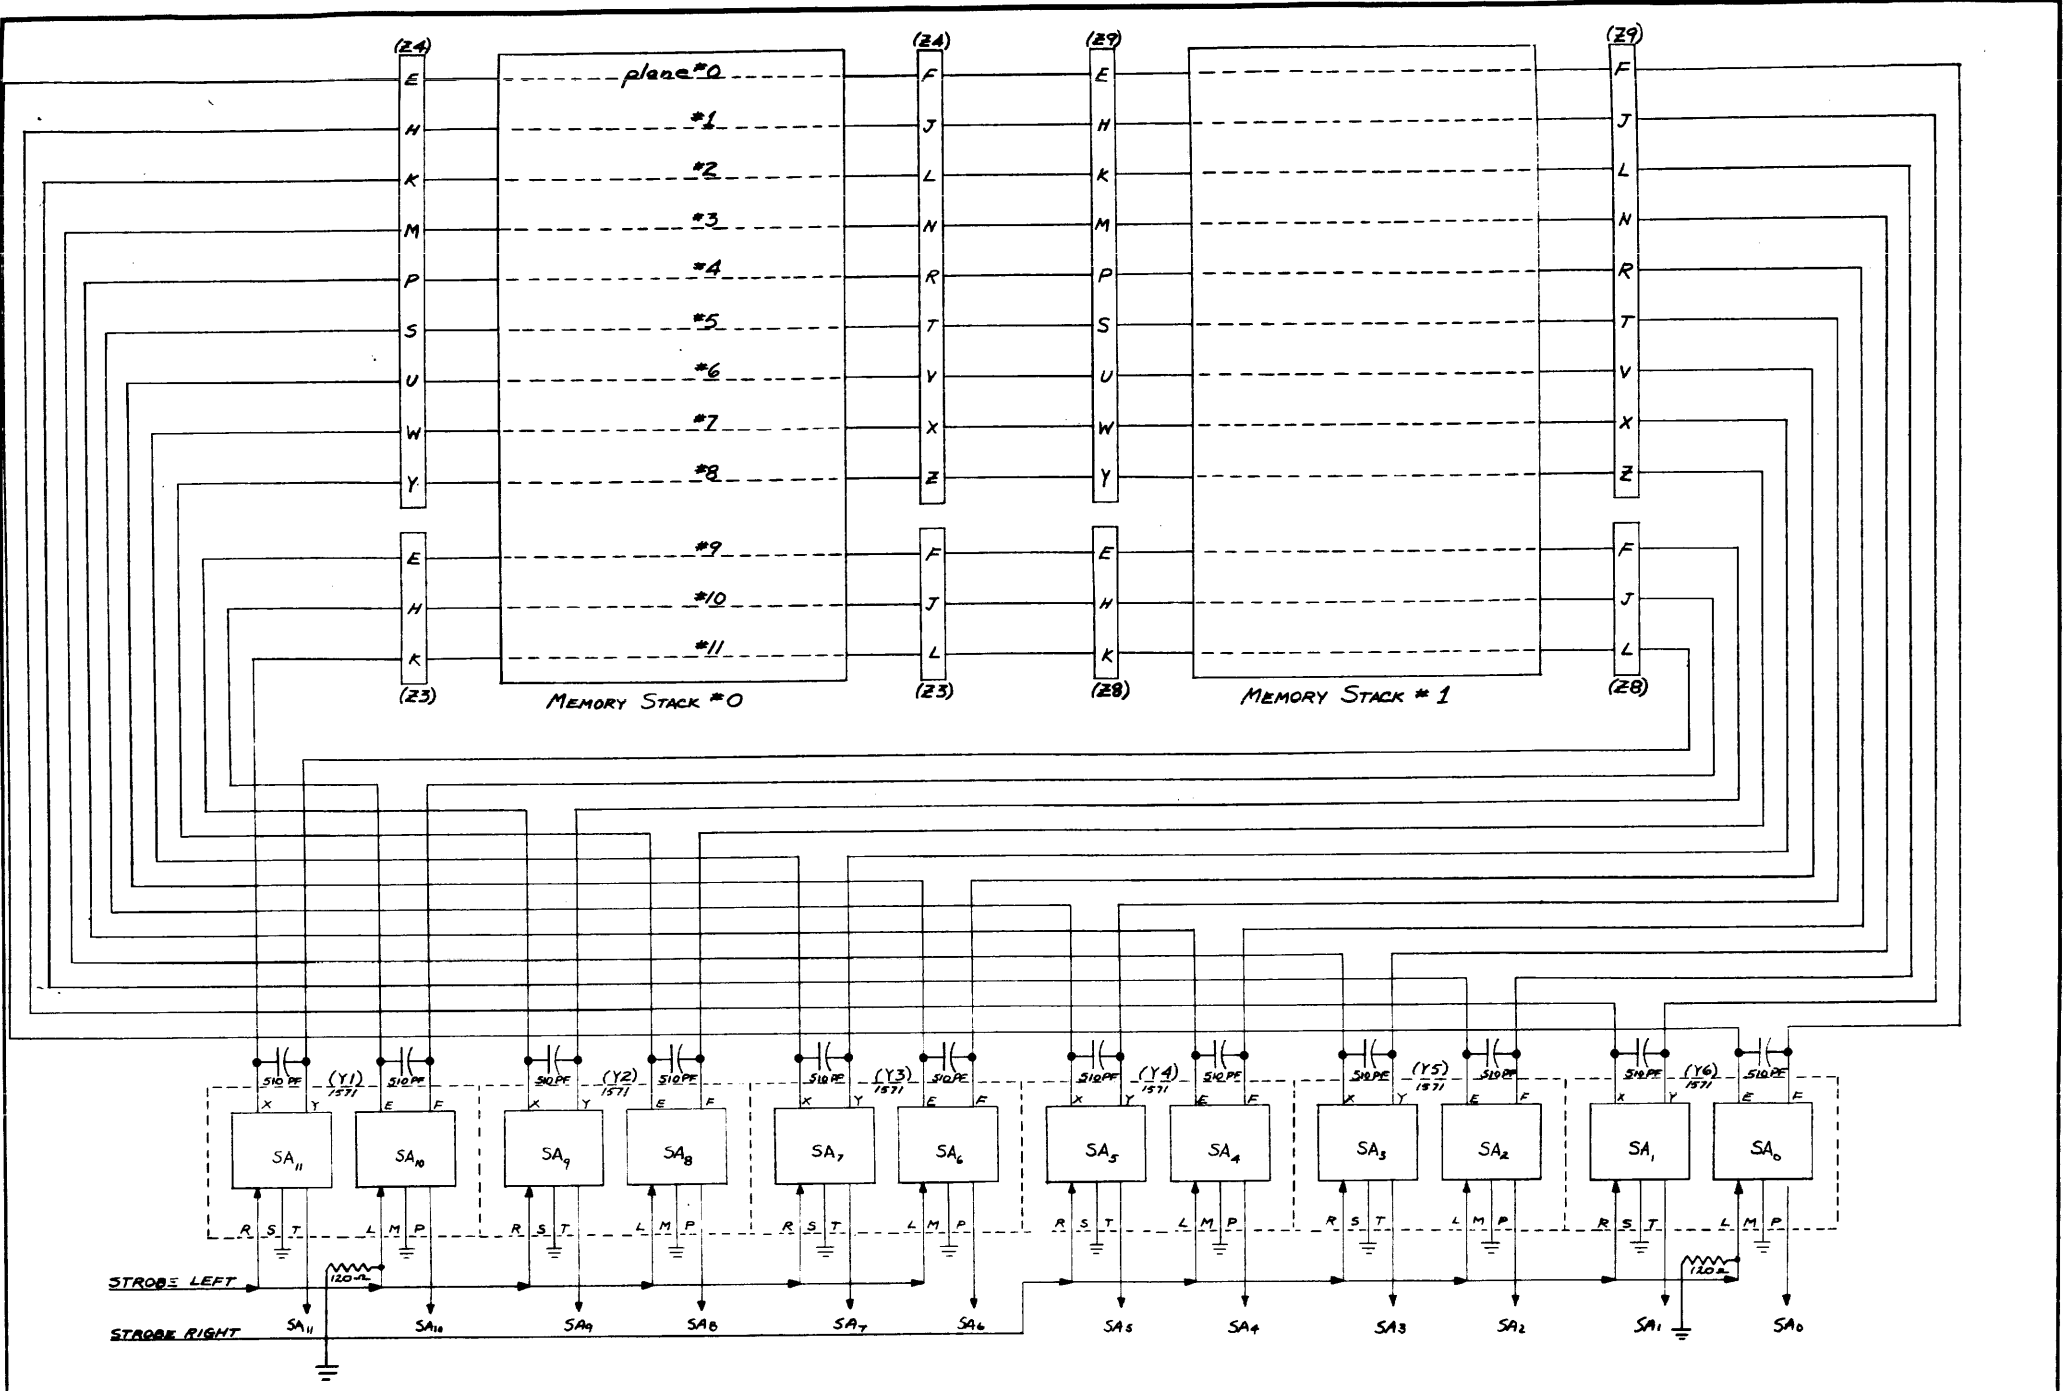 (Z4) (Z4) (Z9) (Z9)
E plane #0 F E F
H #1 J H J
K #2 L K L
M #3 N M N
P #4 R P R
S #5 T S T
U #6 V U V
W #7 X W X
Y #8 Z Y Z
E #9 F E F
H #10 J H J
K #11 L K L
(Z3) (Z3) (Z8) (Z8)
MEMORY STACK #0 MEMORY STACK #1
510PF 510PF 510PF 510PF 510PF 510PF 510PF 510PF 510PF 510PF 510PF 510PF
(Y1) (Y2) (Y3) (Y4) (Y5) (Y6)
1571 1571 1571 1571 1571 1571
X Y E F X Y E F X Y E F X Y E F X Y E F X Y E F
SA11 SA10 SA9 SA8 SA7 SA6 SA5 SA4 SA3 SA2 SA1 SA0
R S T L M P R S T L M P R S T L M P R S T L M P R S T L M P R S T L M P
STROBE LEFT 120Ω 120Ω
STROBE RIGHT SA11 SA10 SA9 SA8 SA7 SA6 SA5 SA4 SA3 SA2 SA1 SA0